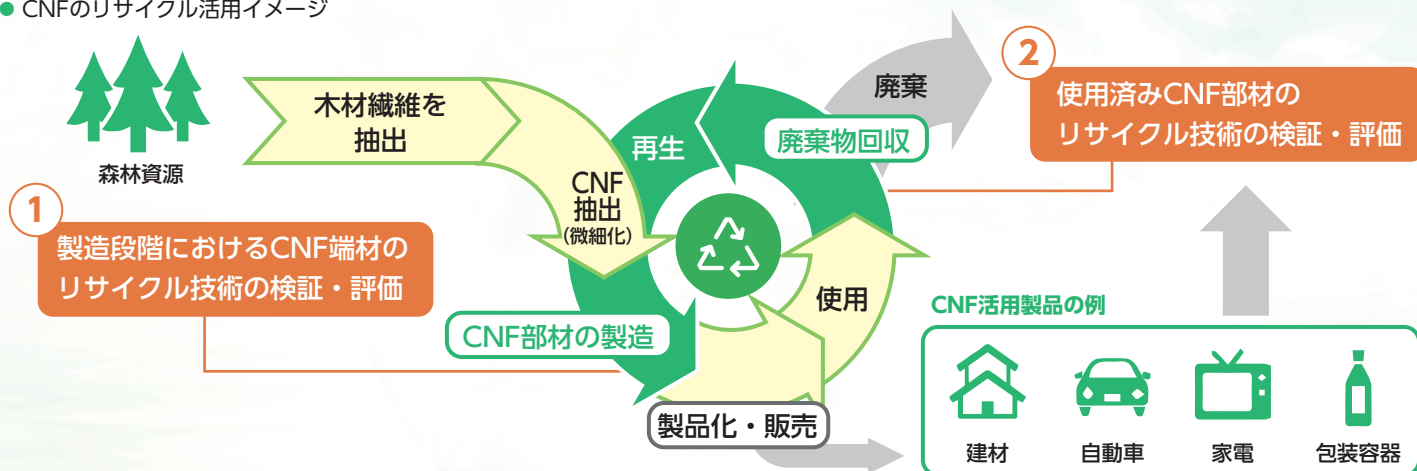 ● CNFのリサイクル活用イメージ
森林資源
木材繊維を
抽出
CNF
抽出
(微細化)
再生
廃棄物回収
廃棄
2
使用済みCNF部材の
リサイクル技術の検証・評価
1
製造段階におけるCNF端材の
リサイクル技術の検証・評価
CNF部材の製造
使用
製品化・販売
CNF活用製品の例
建材
自動車
家電
包装容器